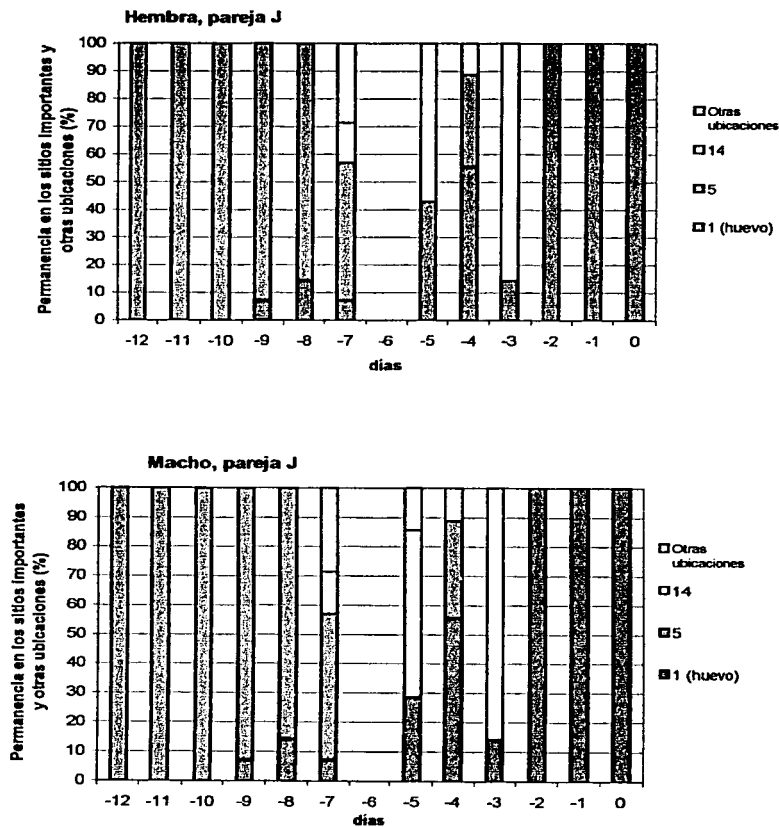 Hembra, pareja J
Permanencia en los sitios importantes y
otras ubicaciones (%)
100
90
80
70
60
50
40
30
20
10
0
-12 -11 -10 -9 -8 -7 -6 -5 -4 -3 -2 -1 0
días
Otras
ubicaciones
14
5
1 (huevo)
Macho, pareja J
Permanencia en los sitios importantes
y otras ubicaciones (%)
100
90
80
70
60
50
40
30
20
10
0
-12 -11 -10 -9 -8 -7 -6 -5 -4 -3 -2 -1 0
días
Otras
ubicaciones
14
5
1 (huevo)